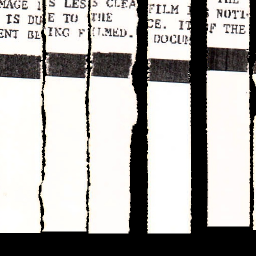 MAGE IS LESS CLEA FILM IS NOTI
IS DUE TO THE CE. IT OF THE
ENT BEING FILMED. DOCUM